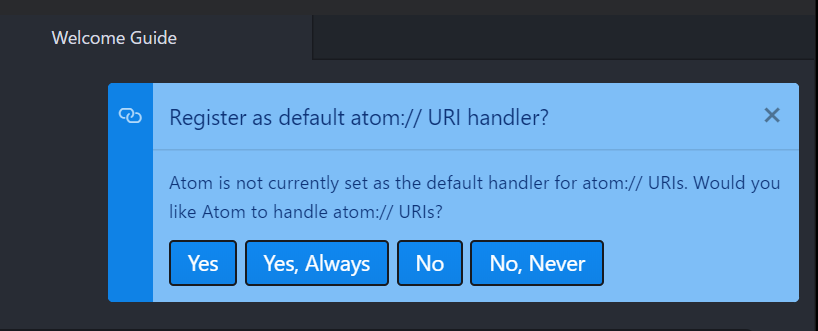 Welcome Guide
Register as default atom:// URI handler?
Atom is not currently set as the default handler for atom:// URIs. Would you
like Atom to handle atom:// URIs?
Yes
Yes, Always
No
No, Never